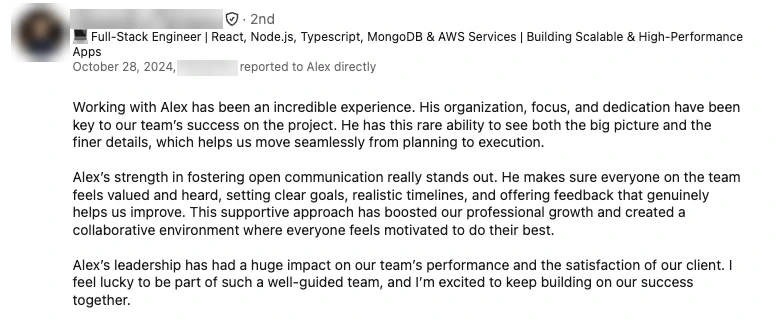 · 2nd
Full-Stack Engineer | React, Node.js, Typescript, MongoDB & AWS Services | Building Scalable & High-Performance
Apps
October 28, 2024, reported to Alex directly
Working with Alex has been an incredible experience. His organization, focus, and dedication have been
key to our team’s success on the project. He has this rare ability to see both the big picture and the
finer details, which helps us move seamlessly from planning to execution.
Alex’s strength in fostering open communication really stands out. He makes sure everyone on the team
feels valued and heard, setting clear goals, realistic timelines, and offering feedback that genuinely
helps us improve. This supportive approach has boosted our professional growth and created a
collaborative environment where everyone feels motivated to do their best.
Alex’s leadership has had a huge impact on our team’s performance and the satisfaction of our client. I
feel lucky to be part of such a well-guided team, and I’m excited to keep building on our success
together.